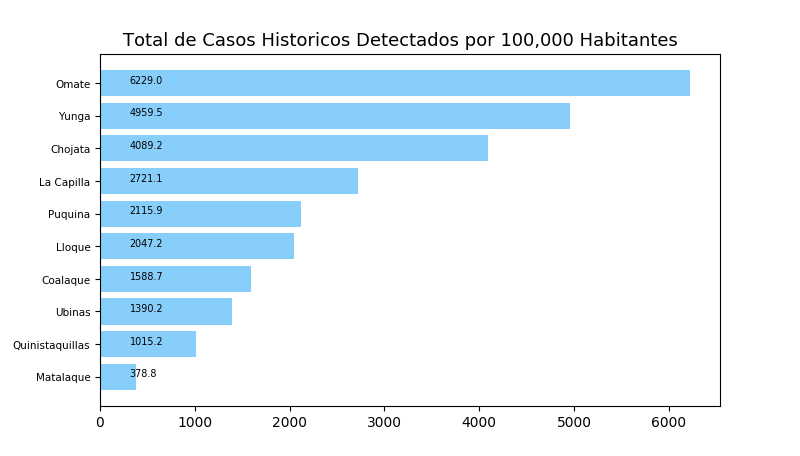 Total de Casos Historicos Detectados por 100,000 Habitantes
Omate 6229.0
Yunga 4959.5
Chojata 4089.2
La Capilla 2721.1
Puquina 2115.9
Lloque 2047.2
Coalaque 1588.7
Ubinas 1390.2
Quinistaquillas 1015.2
Matalaque 378.8
0 1000 2000 3000 4000 5000 6000